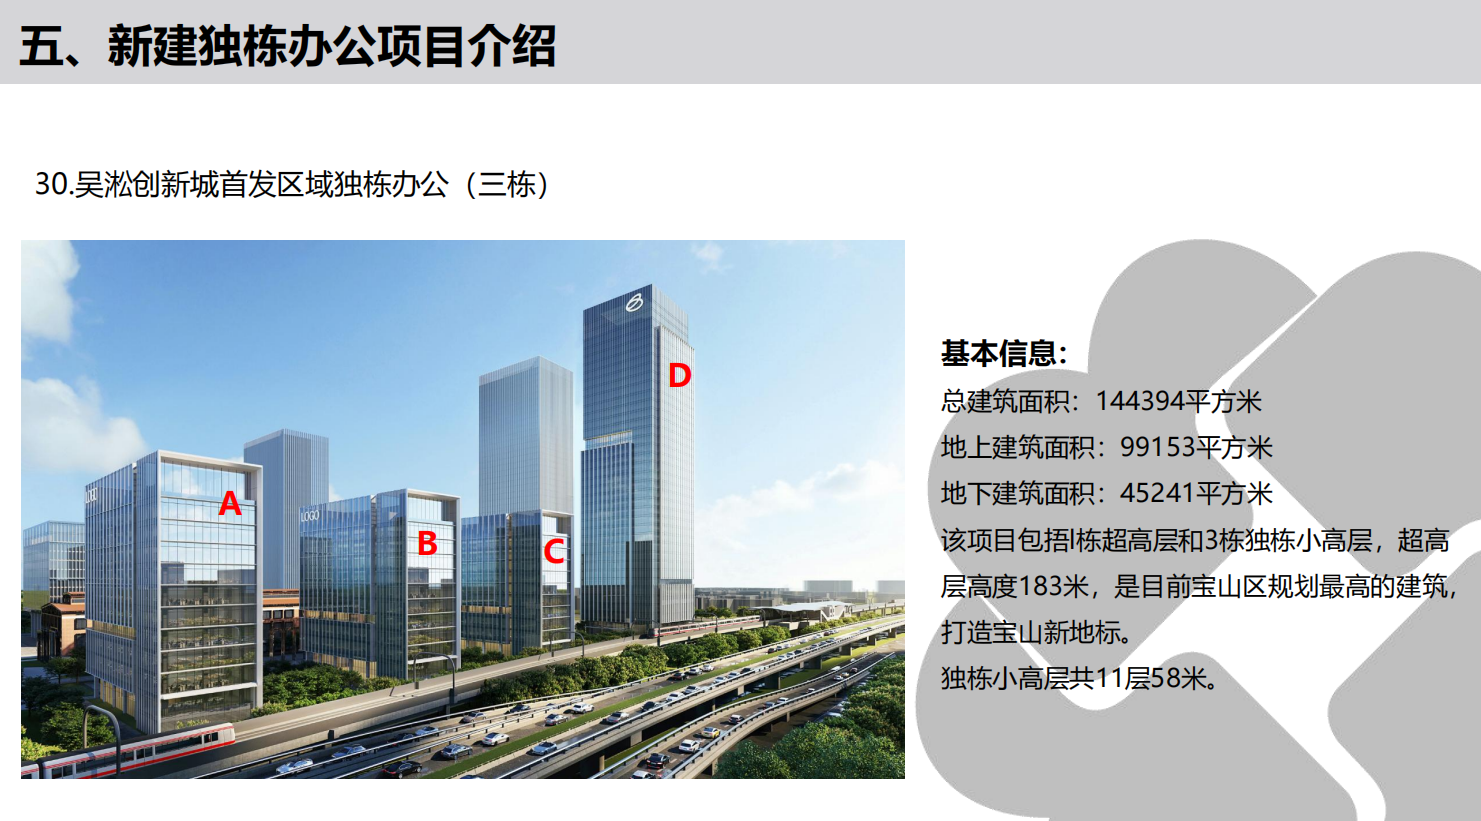 五、新建独栋办公项目介绍
30.吴淞创新城首发区域独栋办公（三栋）
LOGO
A
LOGO
B
C
D
基本信息：
总建筑面积：144394平方米
地上建筑面积：99153平方米
地下建筑面积：45241平方米
该项目包捂l栋超高层和3栋独栋小高层，超高
层高度183米，是目前宝山区规划最高的建筑，
打造宝山新地标。
独栋小高层共11层58米。